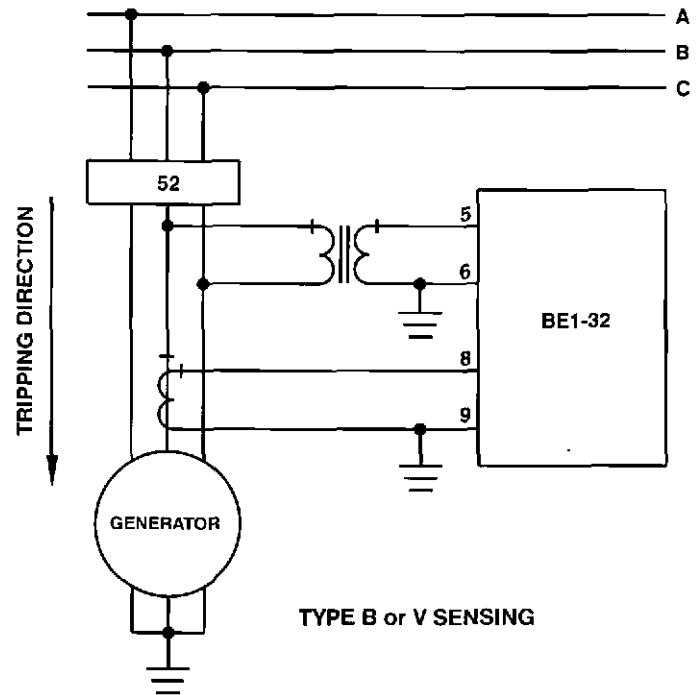 A
B
C
52
TRIPPING DIRECTION
5
6
BE1-32
8
9
GENERATOR
TYPE B or V SENSING